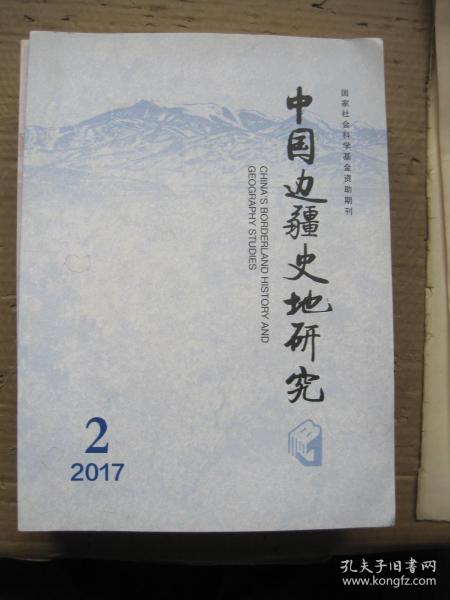 国家社会科学基金资助期刊
中国边疆史地研究
CHINA'S BORDERLAND HISTORY AND
GEOGRAPHY STUDIES
2
2017
孔夫子旧书网
www.kongfz.com